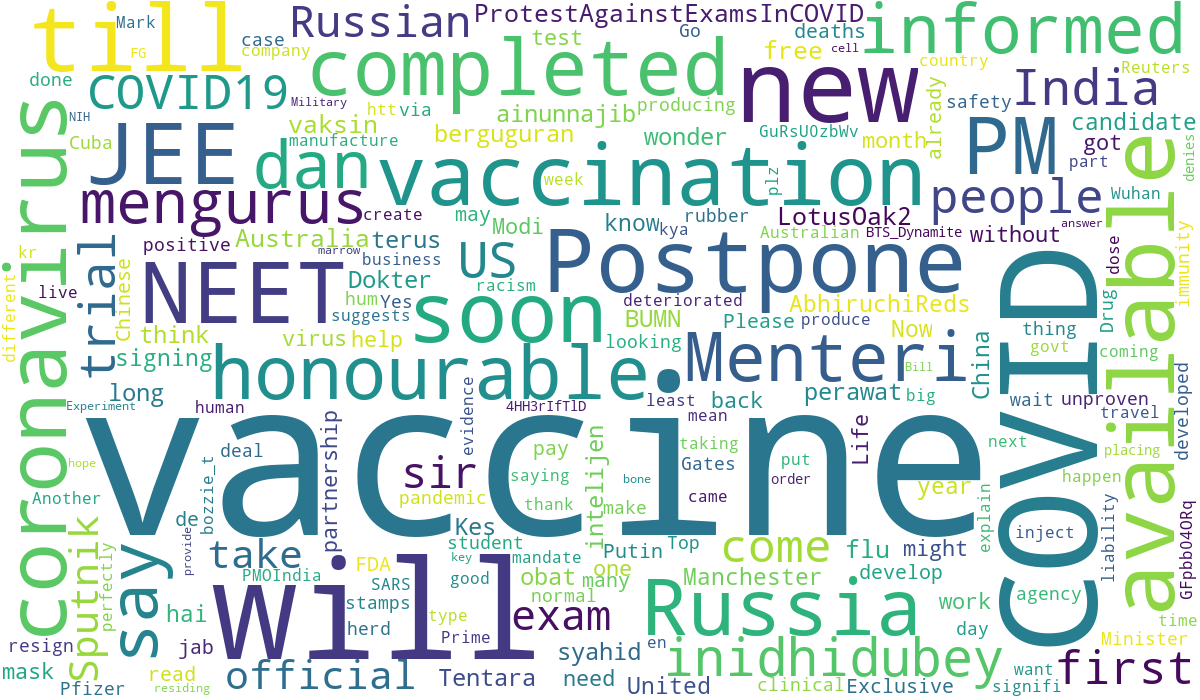 Mark
FG
case
company
till
Russian
ProtestAgainstExamsInCOVID
Go
deaths
cell
informed
test
free
country
Reuters
done
COVID19
Military
completed
new
India
safety
NIH
htt
via
ainunnajib
producing
candidate
Cuba
JEE
vaksin
manufacture
berguguran
wonder
GuRsUOzbWv
month
already
PM
got
part
denies
coronavirus
dan
vaccination
week
plz
people
Wuhan
available
mengurus
create
may
Modi
know
kya
rubber
LotusOak2
without
answer
positive
Australia
terus
Australian
BTS_Dynamite
kr
marrow
business
US
Postpone
immunity
dose
live
trial
Chinese
NEET
Dokter
racism
deteriorated
AbhiruchiReds
Drug
different
hum
Yes
suggests
soon
BUMN
Please
produce
Now
thing
think
virus
help
looking
China
govt
coming
signing
honourable
Menteri
Bill
COVID
wait
unproven
long
perawat
big
travel
developed
Experiment
human
evidence
4HH3rIfTlD
least
mean
back
vaccine
partnership
deal
pay
intelijen
taking
Life
next
placing
hope
sir
saying
Gates
put
happen
Another
bozzie_t
pandemic
bone
came
order
year
explain
sputnik
de
thank
make
GFpbbO4ORq
say
Kes
inject
perfectly
provide
take
student
Putin
Top
come
flu
might
liability
FDA
key
mandate
one
PMOIndia
SARS
good
obat
many
Manchester
develop
agency
will
stamps
normal
hai
type
exam
Russia
work
time
herd
day
Minister
resign
jab
Prime
syahid
en
inidhidubey
want
first
mask
read
official
Tentara
need
United
clinical
Exclusive
signifi
Pfizer
residing